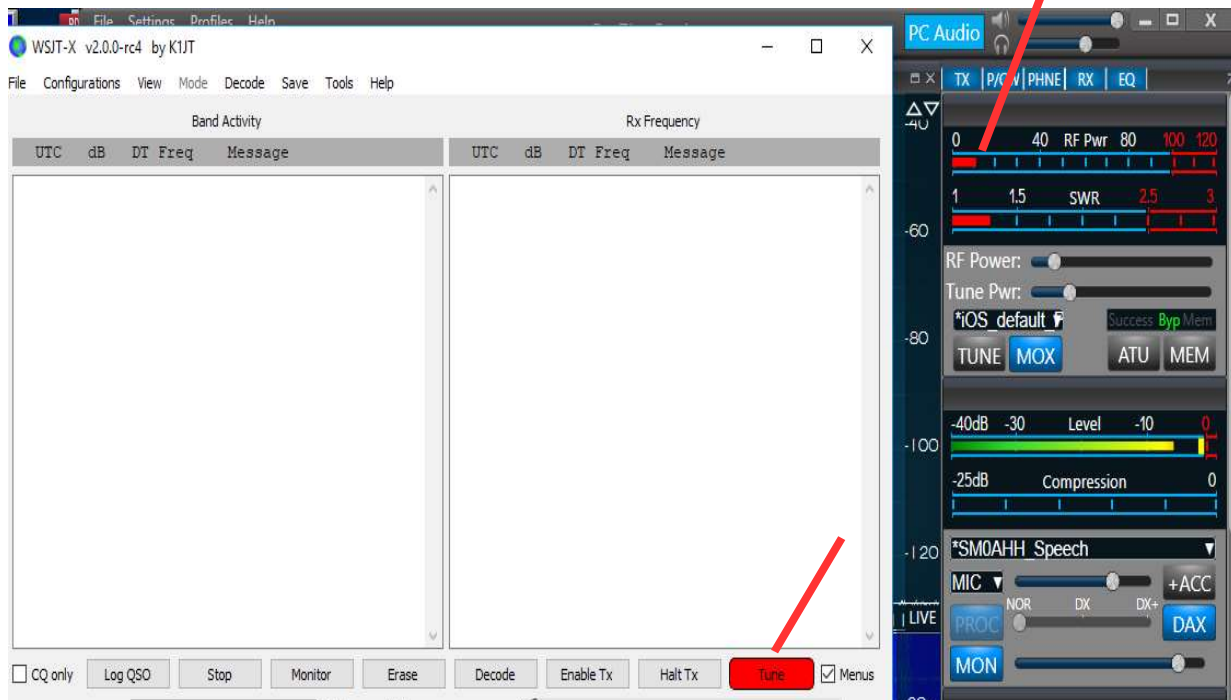 File Settings Profiles Help
WSJT-X v2.0.0-rc4 by K1JT
File Configurations View Mode Decode Save Tools Help
Band Activity
Rx Frequency
UTC dB DT Freq Message
UTC dB DT Freq Message
CQ only Log QSO Stop Monitor Erase Decode Enable Tx Halt Tx Tune Menus
PC Audio
X
TX P/CW PHNE RX EQ
-40
-60
-80
-100
-120
LIVE
0 40 RF Pwr 80 100 120
1 1.5 SWR 2.5 3
RF Power:
Tune Pwr:
*iOS_default_
Success Byp Mem
TUNE MOX ATU MEM
-40dB -30 Level -10 0
-25dB Compression 0
*SM0AHH_Speech
MIC +ACC
NOR DX DX+
PROC DAX
MON